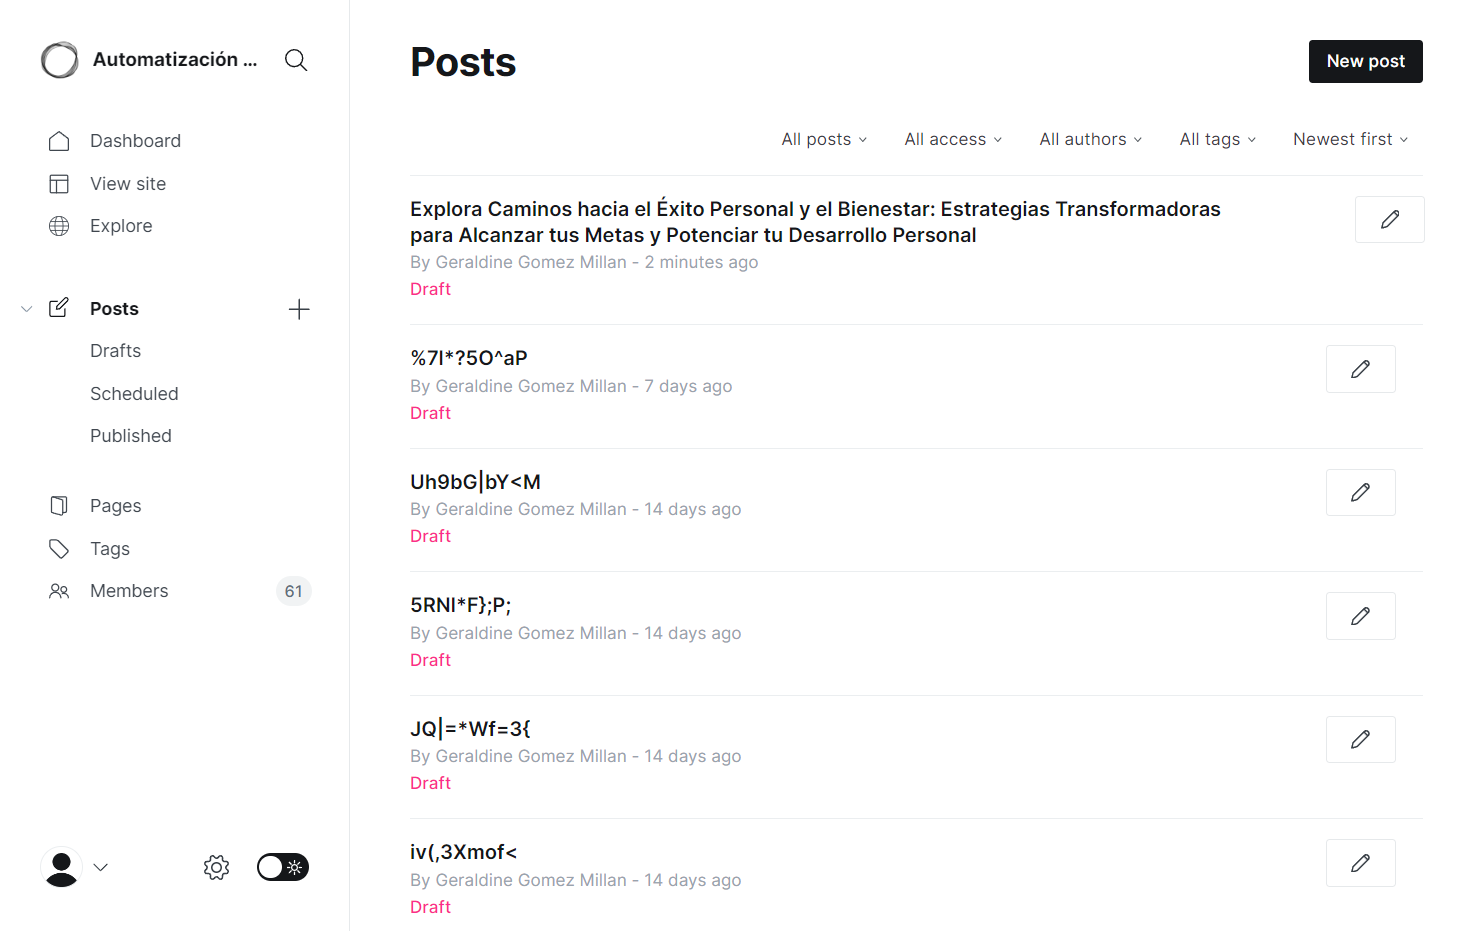 Automatización ...
Dashboard
View site
Explore
Posts
Drafts
Scheduled
Published
Pages
Tags
Members 61
Posts
New post
All posts All access All authors All tags Newest first
Explora Caminos hacia el Éxito Personal y el Bienestar: Estrategias Transformadoras
para Alcanzar tus Metas y Potenciar tu Desarrollo Personal
By Geraldine Gomez Millan - 2 minutes ago
Draft
%7I*?5O^aP
By Geraldine Gomez Millan - 7 days ago
Draft
Uh9bG|bY<M
By Geraldine Gomez Millan - 14 days ago
Draft
5RNI*F};P;
By Geraldine Gomez Millan - 14 days ago
Draft
JQ|=*Wf=3{
By Geraldine Gomez Millan - 14 days ago
Draft
iv(,3Xmof<
By Geraldine Gomez Millan - 14 days ago
Draft